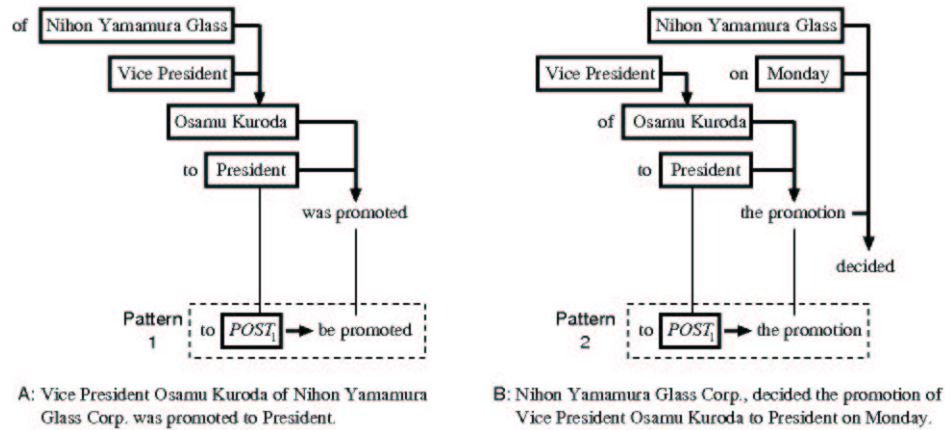 of Nihon Yamamura Glass
Vice President
Osamu Kuroda
to President
was promoted
Pattern 1
to POST1 be promoted
A: Vice President Osamu Kuroda of Nihon Yamamura
Glass Corp. was promoted to President.
Nihon Yamamura Glass
Vice President
on Monday
of Osamu Kuroda
to President
the promotion
decided
Pattern 2
to POST1 the promotion
B: Nihon Yamamura Glass Corp., decided the promotion of
Vice President Osamu Kuroda to President on Monday.